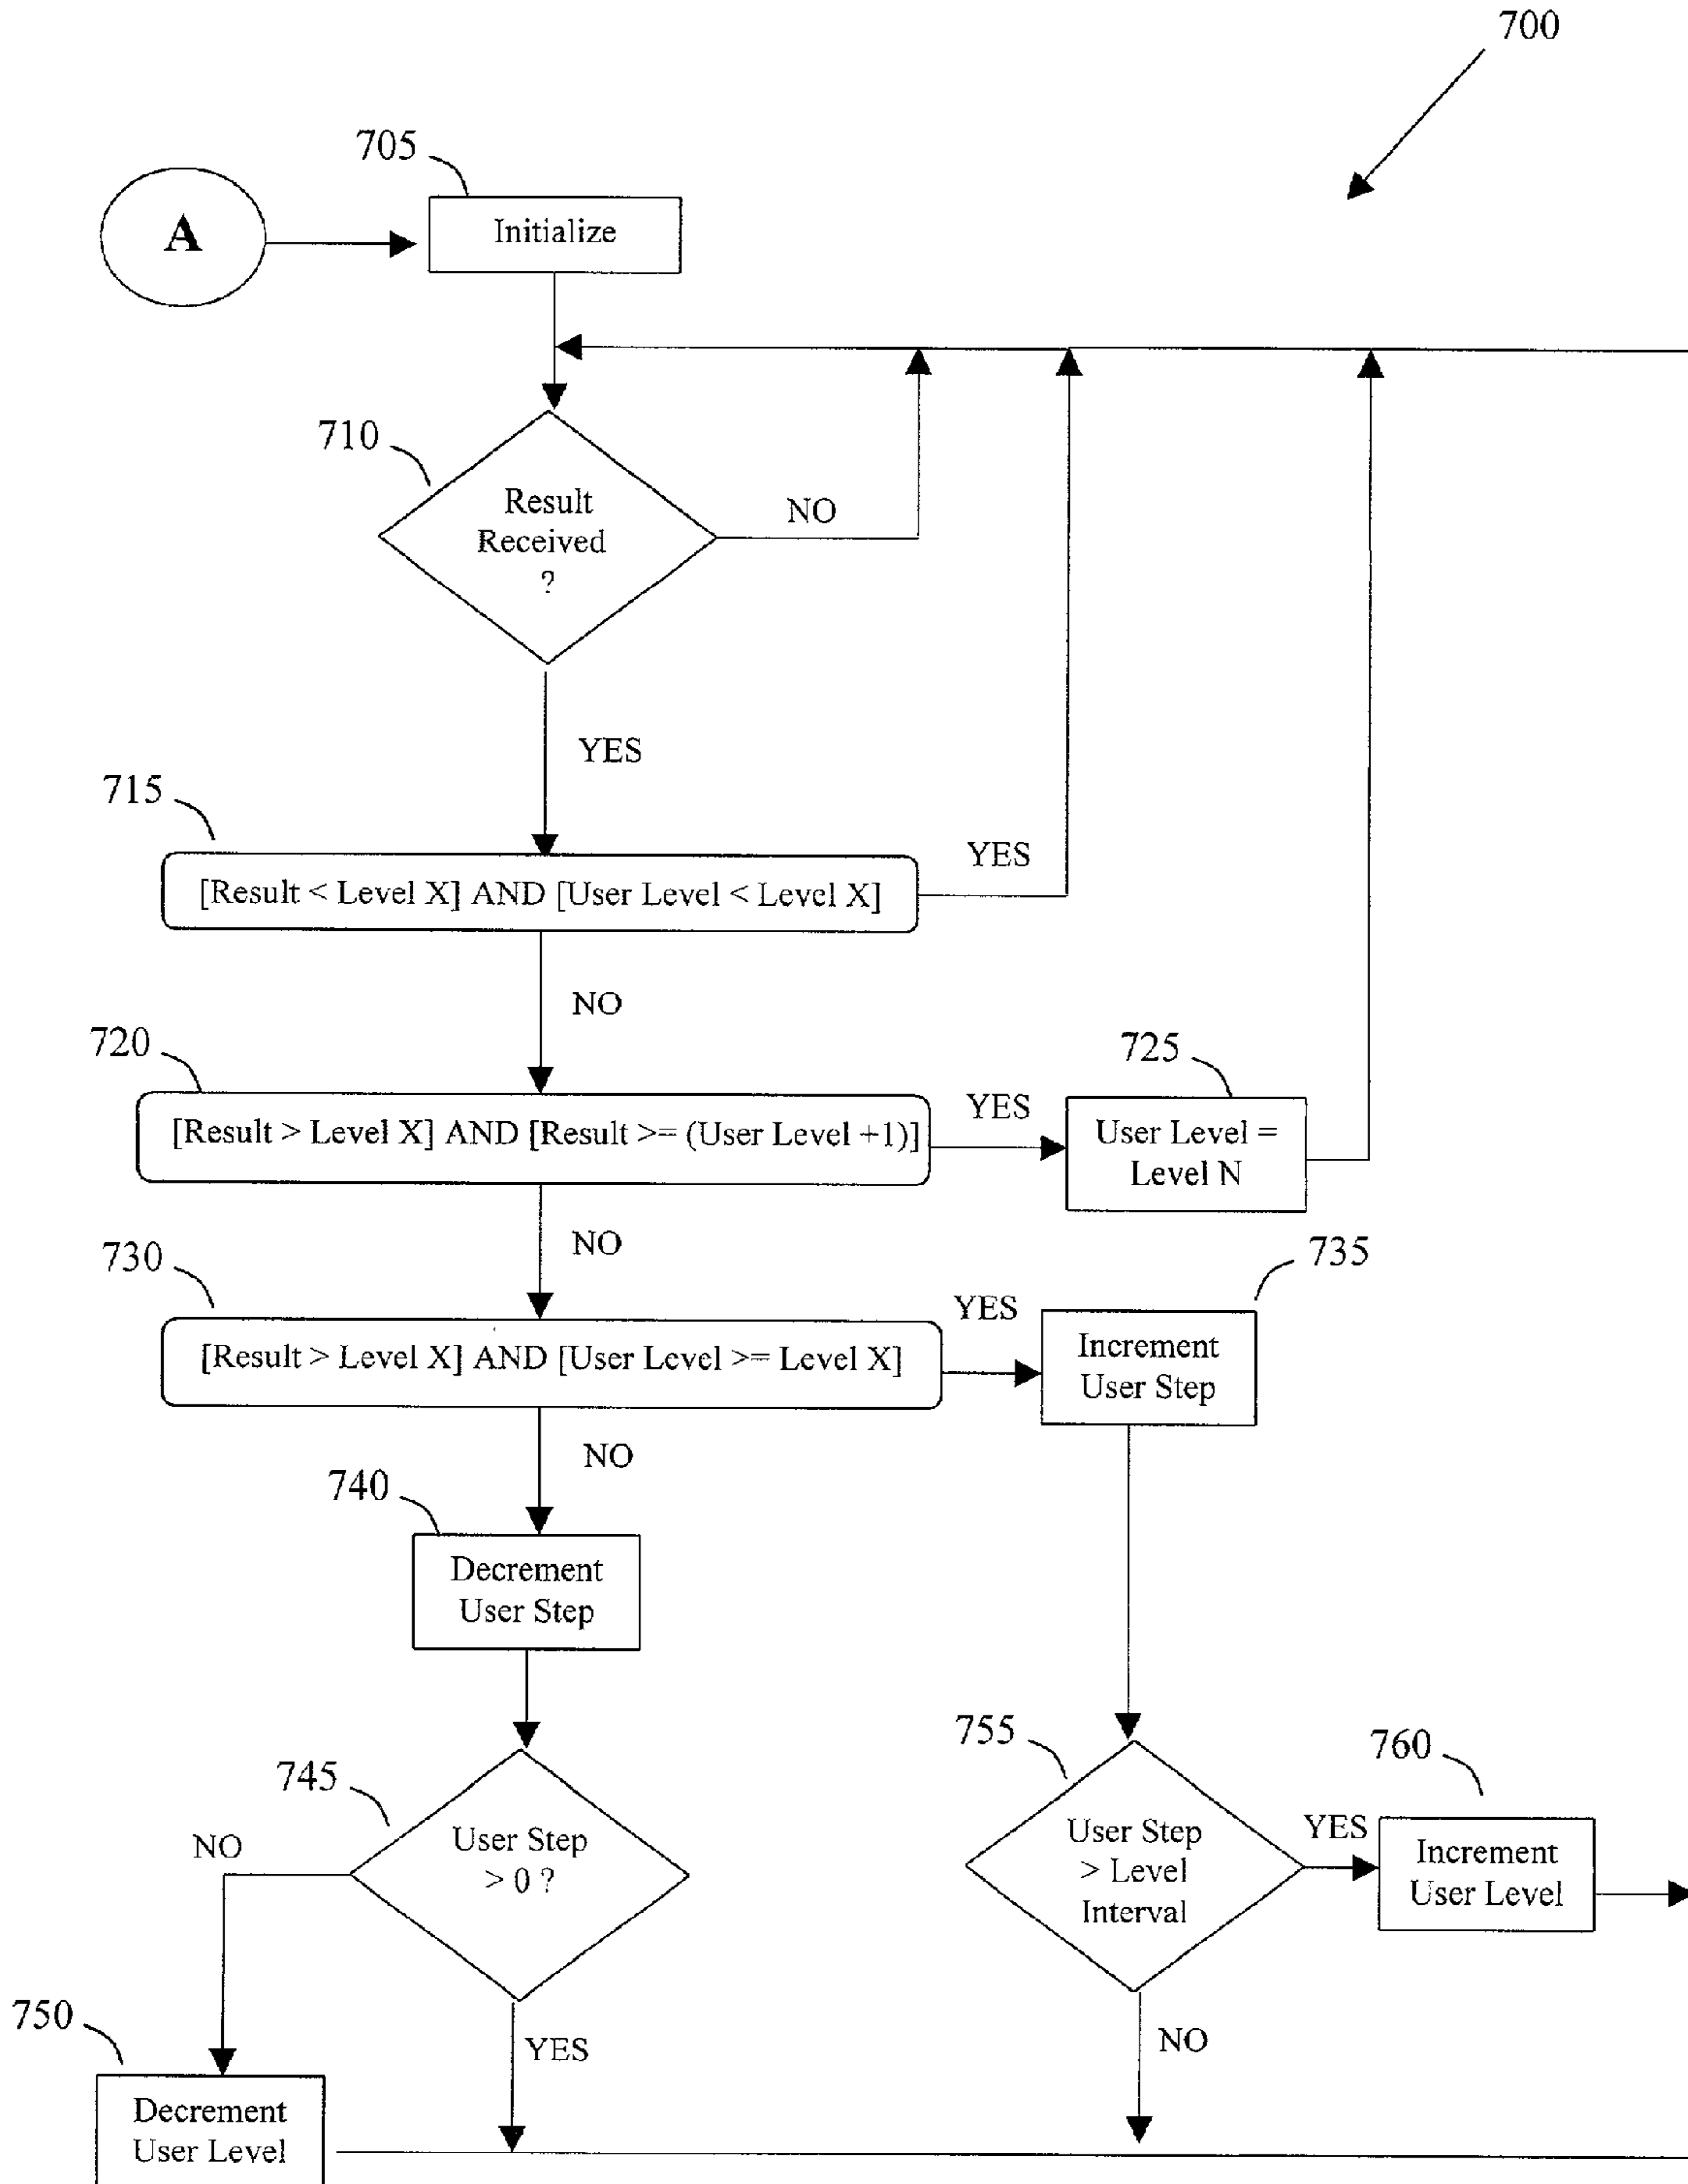 700
705
A
Initialize
710
Result
Received
?
NO
YES
715
[Result < Level X] AND [User Level < Level X]
YES
NO
720
[Result > Level X] AND [Result >= (User Level +1)]
YES
725
User Level =
Level N
NO
730
[Result > Level X] AND [User Level >= Level X]
YES
735
Increment
User Step
NO
740
Decrement
User Step
745
User Step
> 0 ?
NO
YES
755
User Step
> Level
Interval
YES
760
Increment
User Level
NO
750
Decrement
User Level